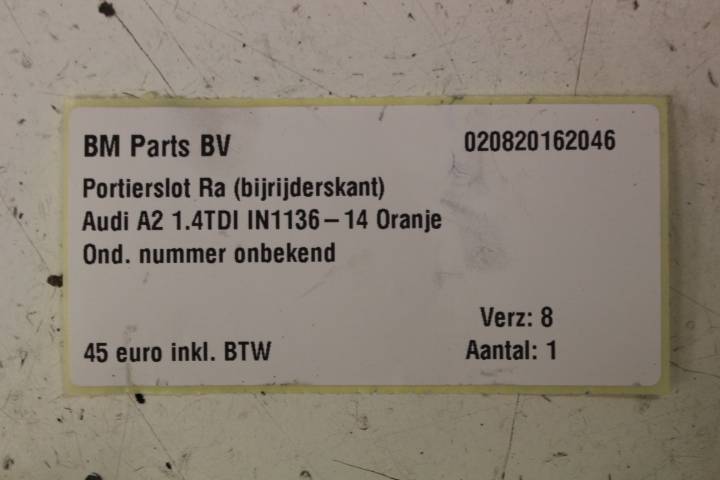 BM Parts BV 020820162046
Portierslot Ra (bijrijderskant)
Audi A2 1.4TDI IN1136-14 Oranje
Ond. nummer onbekend
Verz: 8
45 euro inkl. BTW Aantal: 1